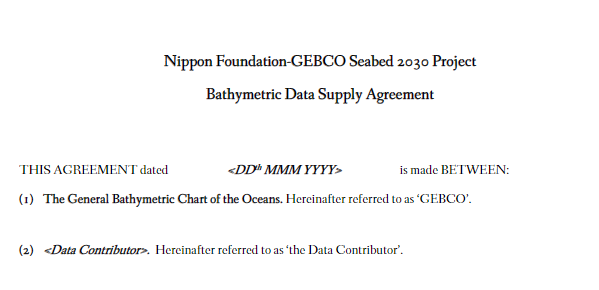 Nippon Foundation-GEBCO Seabed 2030 Project
Bathymetric Data Supply Agreement
THIS AGREEMENT dated <DDth MMM YYYY> is made BETWEEN:
(1) The General Bathymetric Chart of the Oceans. Hereinafter referred to as ‘GEBCO’.
(2) <Data Contributor>. Hereinafter referred to as ‘the Data Contributor’.